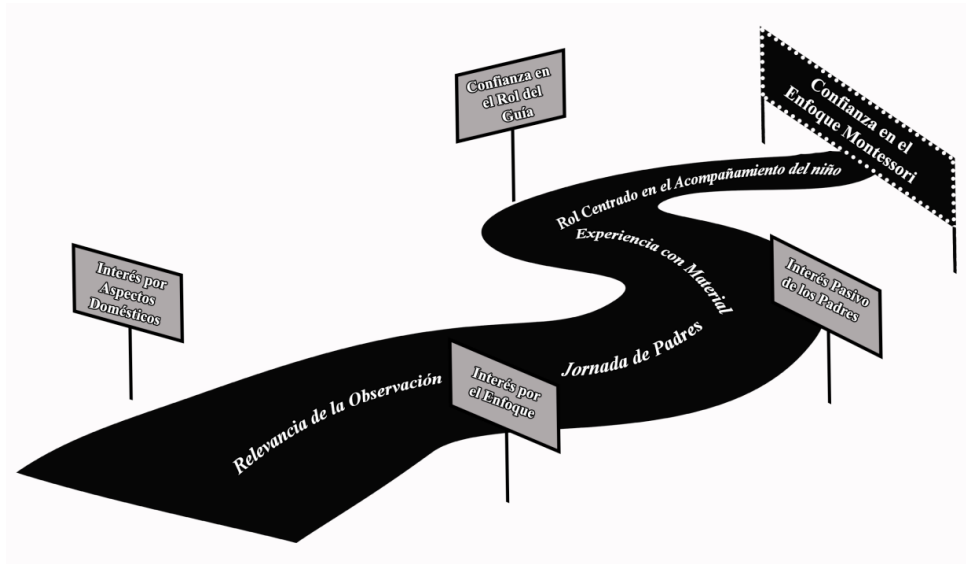 Confianza en
el Rol del
Guía
Confianza en el
Enfoque Montessori
Rol Centrado en el Acompañamiento del niño
Experiencia con Material
Interés por
Aspectos
Domésticos
Interés Pasivo
de los Padres
Jornada de Padres
Interés por
el Enfoque
Relevancia de la Observación